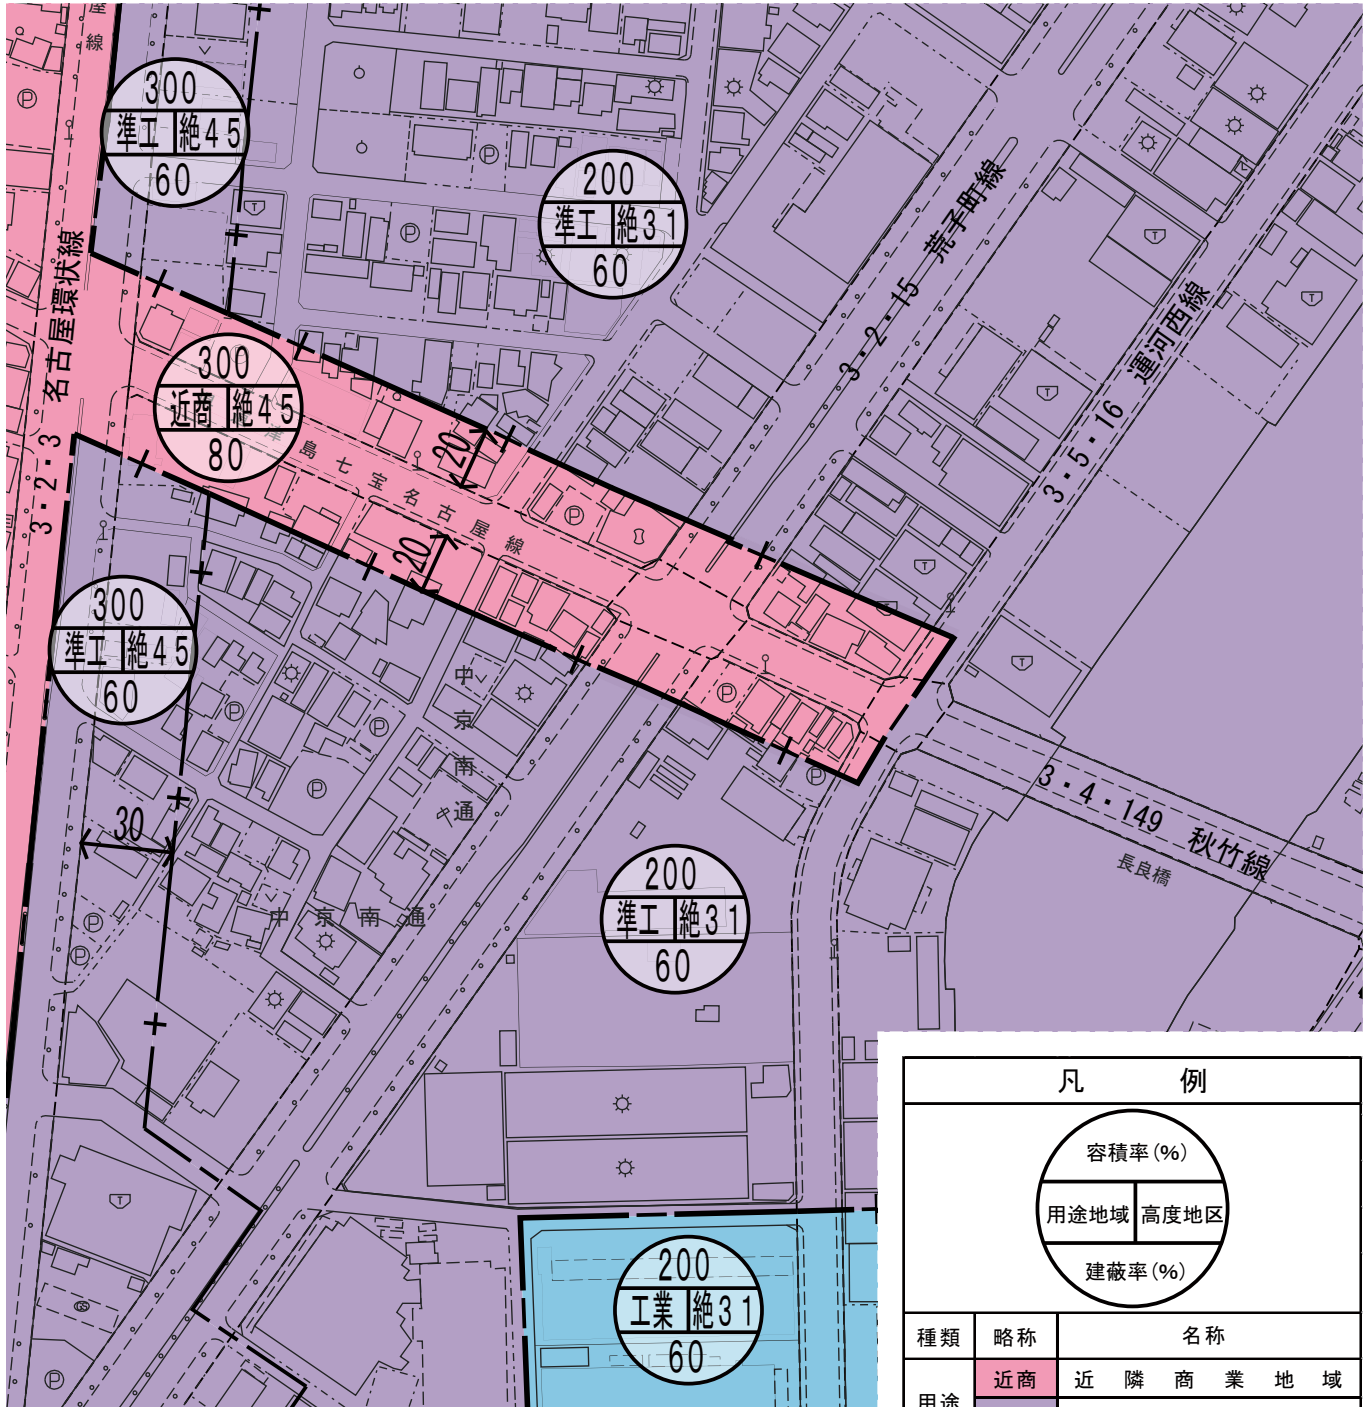 屋
線
300
準工 絶45
60
200
準工 絶31
60
3・2・3 名古屋環状線
3・2・15 荒子町線
3・5・16 運河西線
300
近商 絶45
80
津島七宝名古屋線
20
20
300
準工 絶45
60
中京南通
30
中京南通
3・4・149 秋竹線
長良橋
200
準工 絶31
60
200
工業 絶31
60
凡 例
容積率(%)
用途地域 高度地区
建蔽率(%)
種類 略称 名称
用途
近商 近隣商業地域